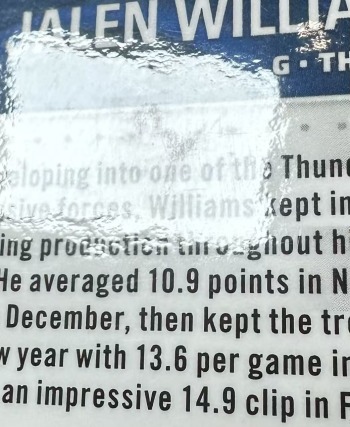 JALEN WILLIA
G · TH
eloping into one of the Thund
sive forces, Williams kept in
ing production throughout h
He averaged 10.9 points in N
December, then kept the tr
w year with 13.6 per game in
an impressive 14.9 clip in F